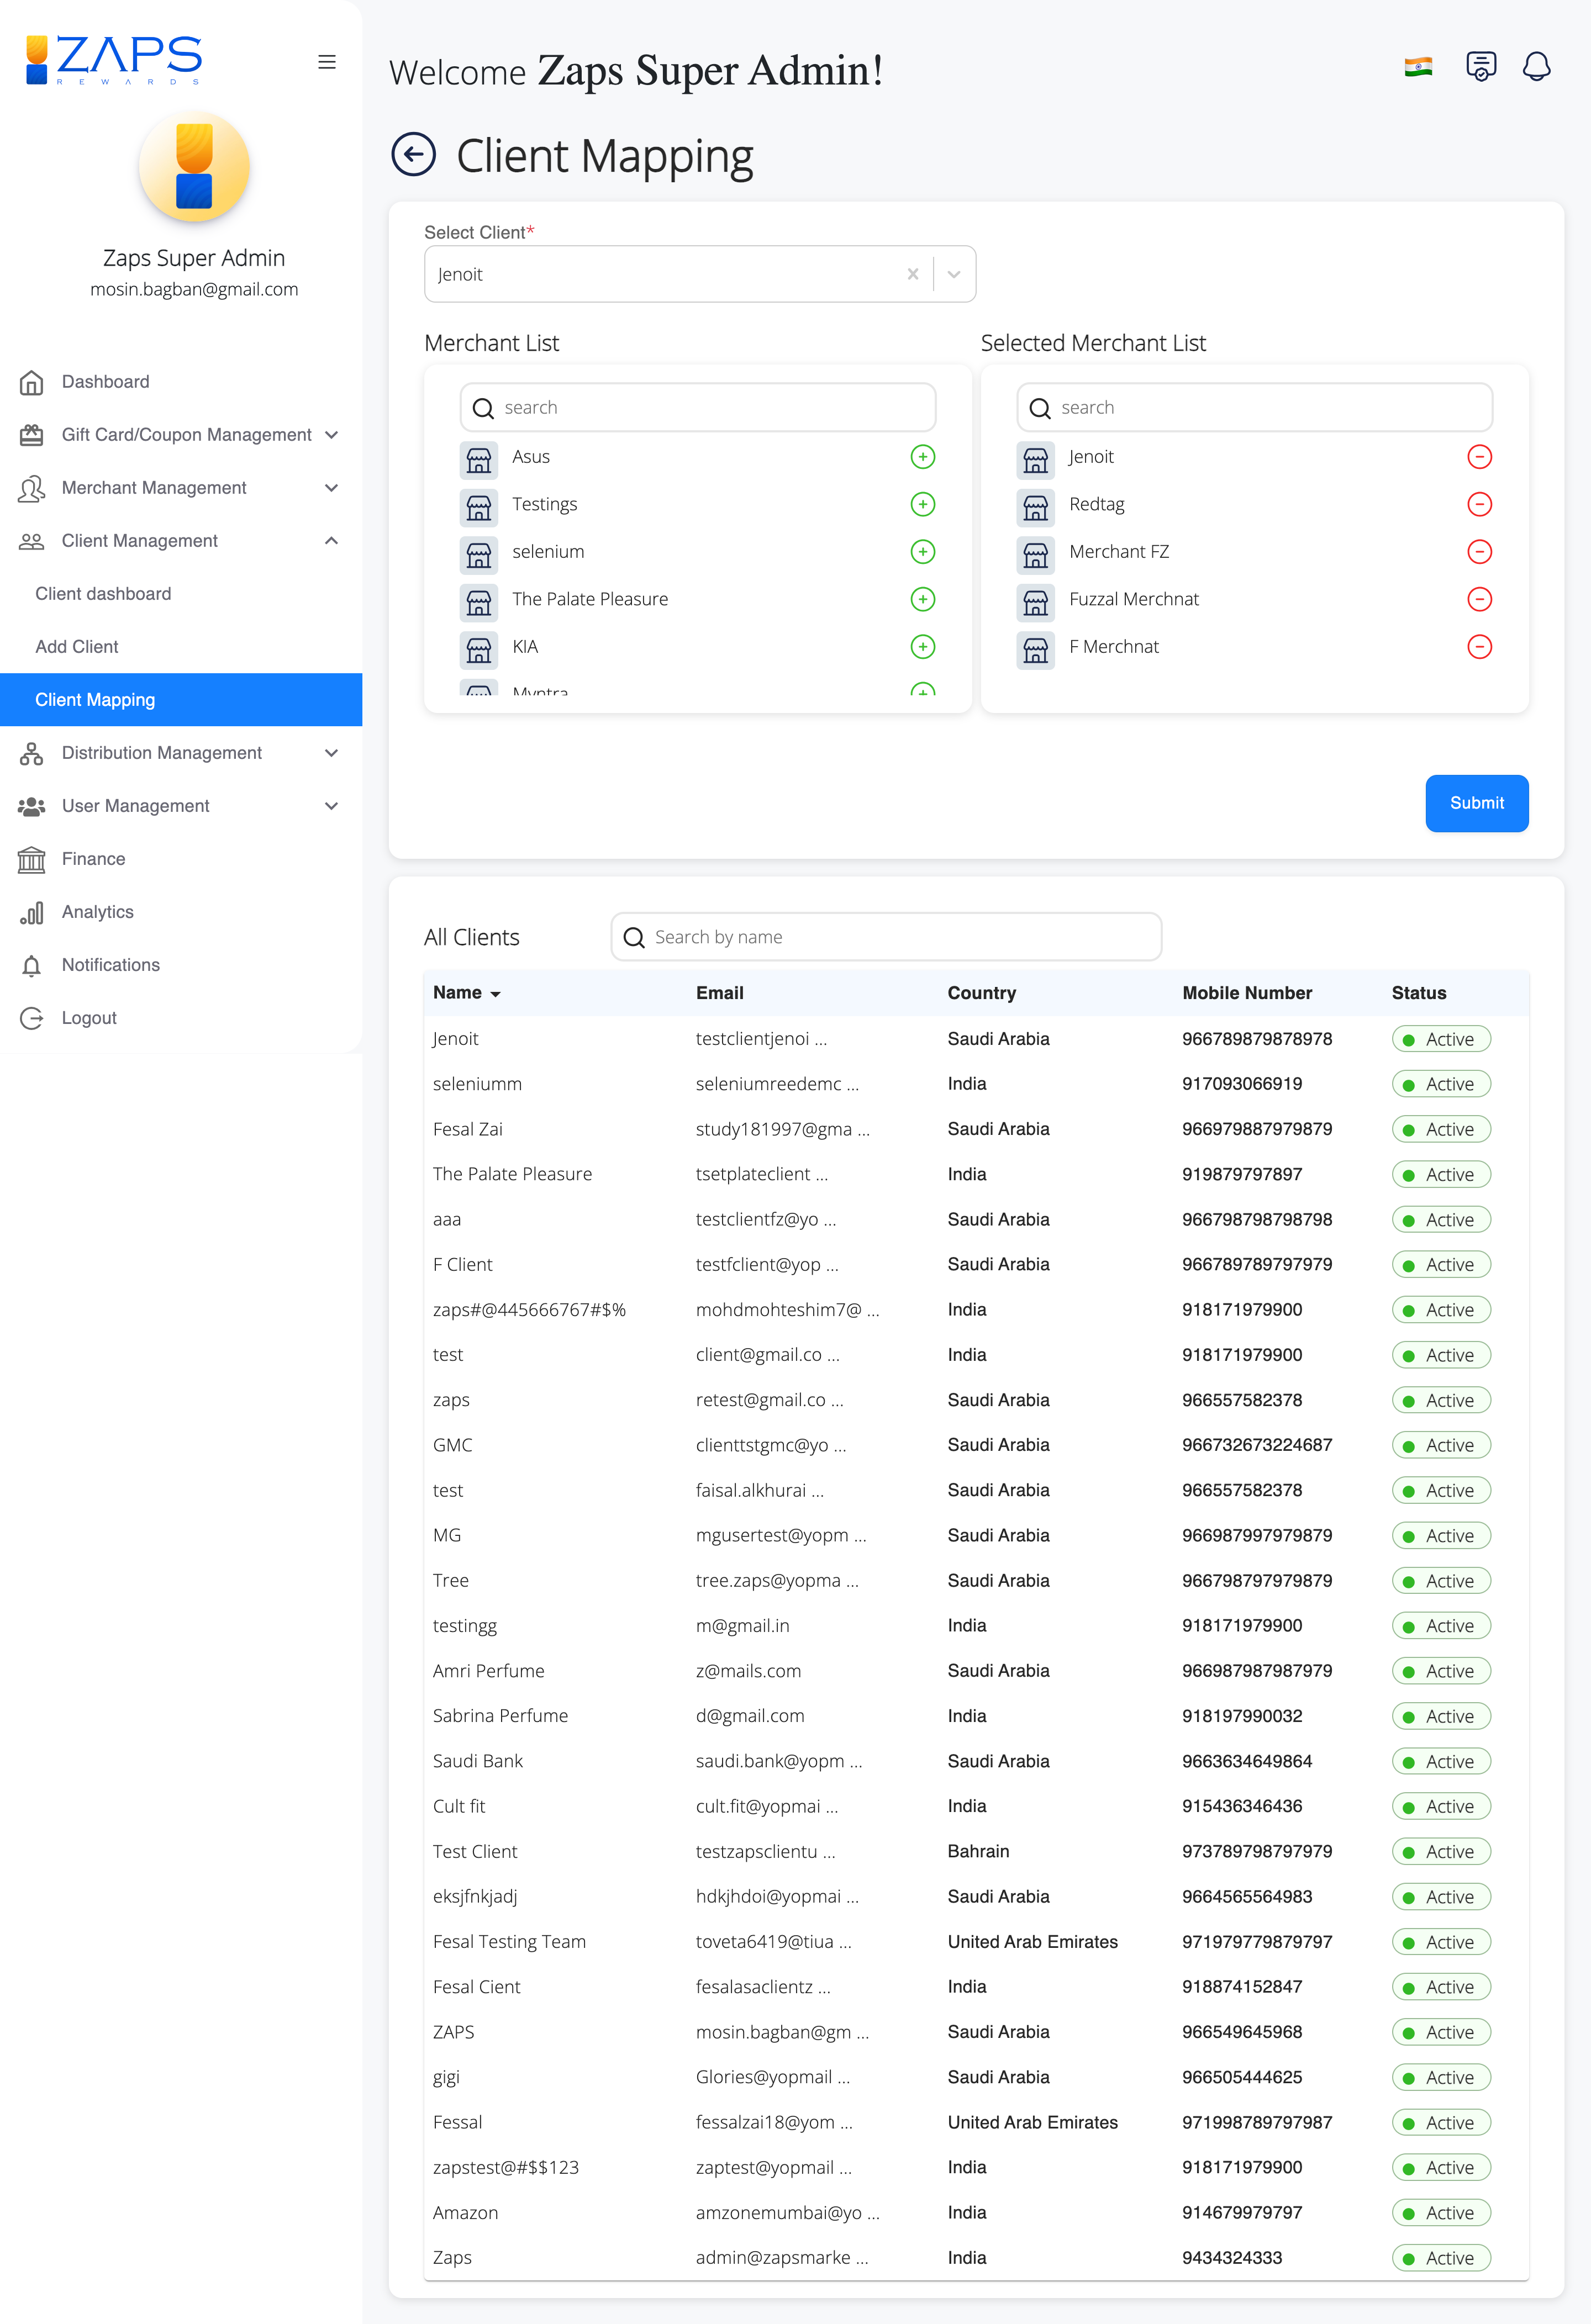 ZAPS
REWARDS
Zaps Super Admin
mosin.bagban@gmail.com
Dashboard
Gift Card/Coupon Management
Merchant Management
Client Management
Client dashboard
Add Client
Client Mapping
Distribution Management
User Management
Finance
Analytics
Notifications
Logout
Welcome Zaps Super Admin!
Client Mapping
Select Client*
Jenoit
Merchant List
search
Asus
Testings
selenium
The Palate Pleasure
KIA
Myntra
Selected Merchant List
search
Jenoit
Redtag
Merchant FZ
Fuzzal Merchnat
F Merchnat
Submit
All Clients
Search by name
Name Email Country Mobile Number Status
Jenoit testclientjenoi ... Saudi Arabia 966789879878978 Active
seleniumm seleniumreedemc ... India 917093066919 Active
Fesal Zai study181997@gma ... Saudi Arabia 966979887979879 Active
The Palate Pleasure tsetplateclient ... India 919879797897 Active
aaa testclientfz@yo ... Saudi Arabia 966798798798798 Active
F Client testfclient@yop ... Saudi Arabia 966789789797979 Active
zaps#@445666767#$% mohdmohteshim7@ ... India 918171979900 Active
test client@gmail.co ... India 918171979900 Active
zaps retest@gmail.co ... Saudi Arabia 966557582378 Active
GMC clienttstgmc@yo ... Saudi Arabia 966732673224687 Active
test faisal.alkhurai ... Saudi Arabia 966557582378 Active
MG mgusertest@yopm ... Saudi Arabia 966987997979879 Active
Tree tree.zaps@yopma ... Saudi Arabia 966798797979879 Active
testingg m@gmail.in India 918171979900 Active
Amri Perfume z@mails.com Saudi Arabia 966987987987979 Active
Sabrina Perfume d@gmail.com India 918197990032 Active
Saudi Bank saudi.bank@yopm ... Saudi Arabia 9663634649864 Active
Cult fit cult.fit@yopmai ... India 915436346436 Active
Test Client testzapsclientu ... Bahrain 973789798797979 Active
eksjfnkjadj hdkjhdoi@yopmai ... Saudi Arabia 9664565564983 Active
Fesal Testing Team toveta6419@tiua ... United Arab Emirates 971979779879797 Active
Fesal Cient fesalasaclientz ... India 918874152847 Active
ZAPS mosin.bagban@gm ... Saudi Arabia 966549645968 Active
gigi Glories@yopmail ... Saudi Arabia 966505444625 Active
Fessal fessalzai18@yom ... United Arab Emirates 971998789797987 Active
zapstest@#$$123 zaptest@yopmail ... India 918171979900 Active
Amazon amzonemumbai@yo ... India 914679979797 Active
Zaps admin@zapsmarke ... India 9434324333 Active